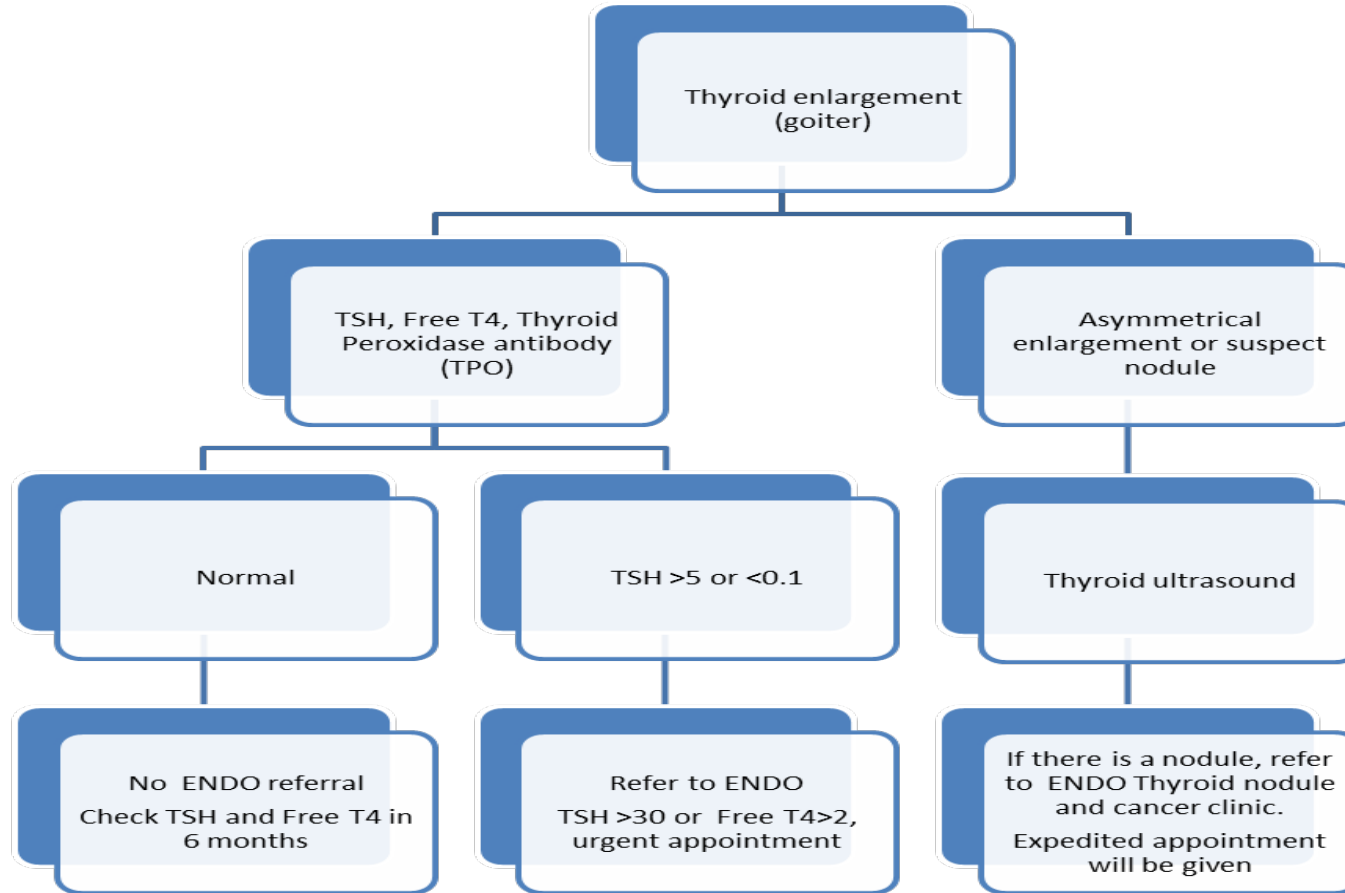 Thyroid enlargement
(goiter)
TSH, Free T4, Thyroid
Peroxidase antibody
(TPO)
Asymmetrical
enlargement or suspect
nodule
Normal
TSH >5 or <0.1
Thyroid ultrasound
No  ENDO referral
Check TSH and Free T4 in
6 months
Refer to ENDO
TSH >30 or  Free T4>2,
urgent appointment
If there is a nodule, refer
to  ENDO Thyroid nodule
and cancer clinic.
Expedited appointment
will be given